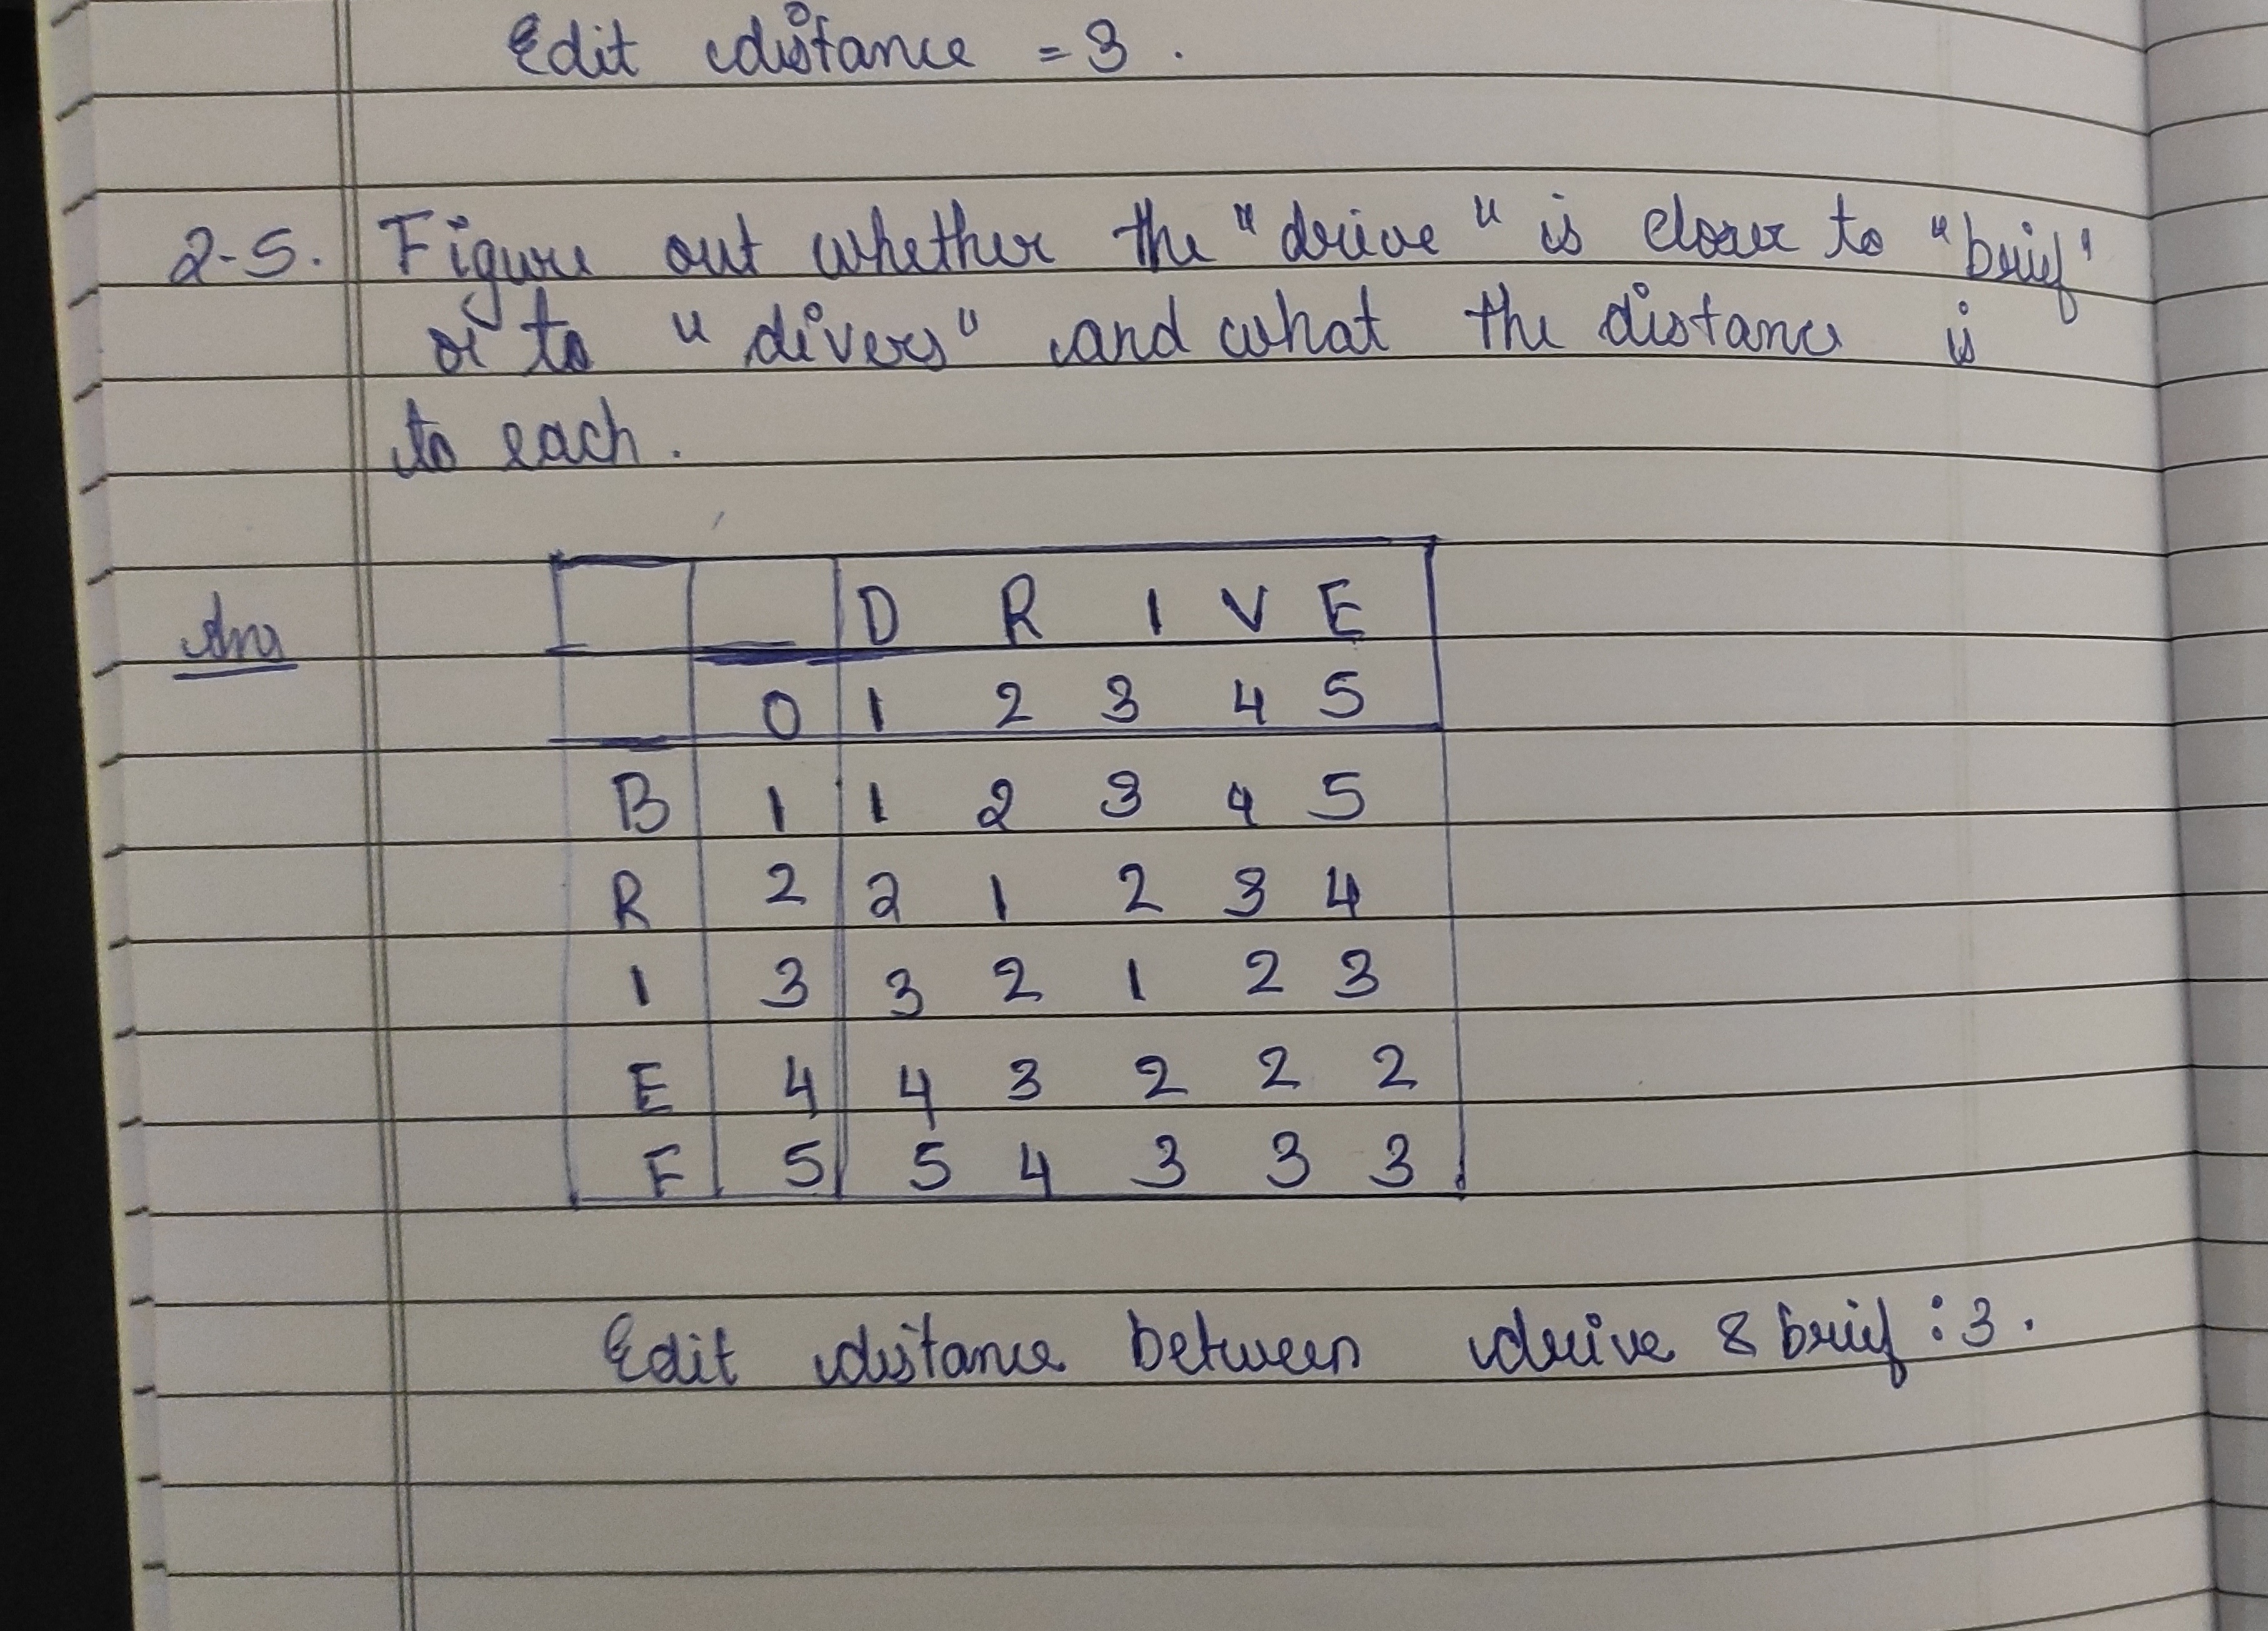 Edit distance = 3.
2-5. Figure out whether the "drive" is closer to "brief"
or to "divers" and what the distance is
to each.
Ans
_ D R I V E
0 1 2 3 4 5
B 1 1 2 3 4 5
R 2 2 1 2 3 4
I 3 3 2 1 2 3
E 4 4 3 2 2 2
F 5 5 4 3 3 3
Edit distance between drive & brief : 3.